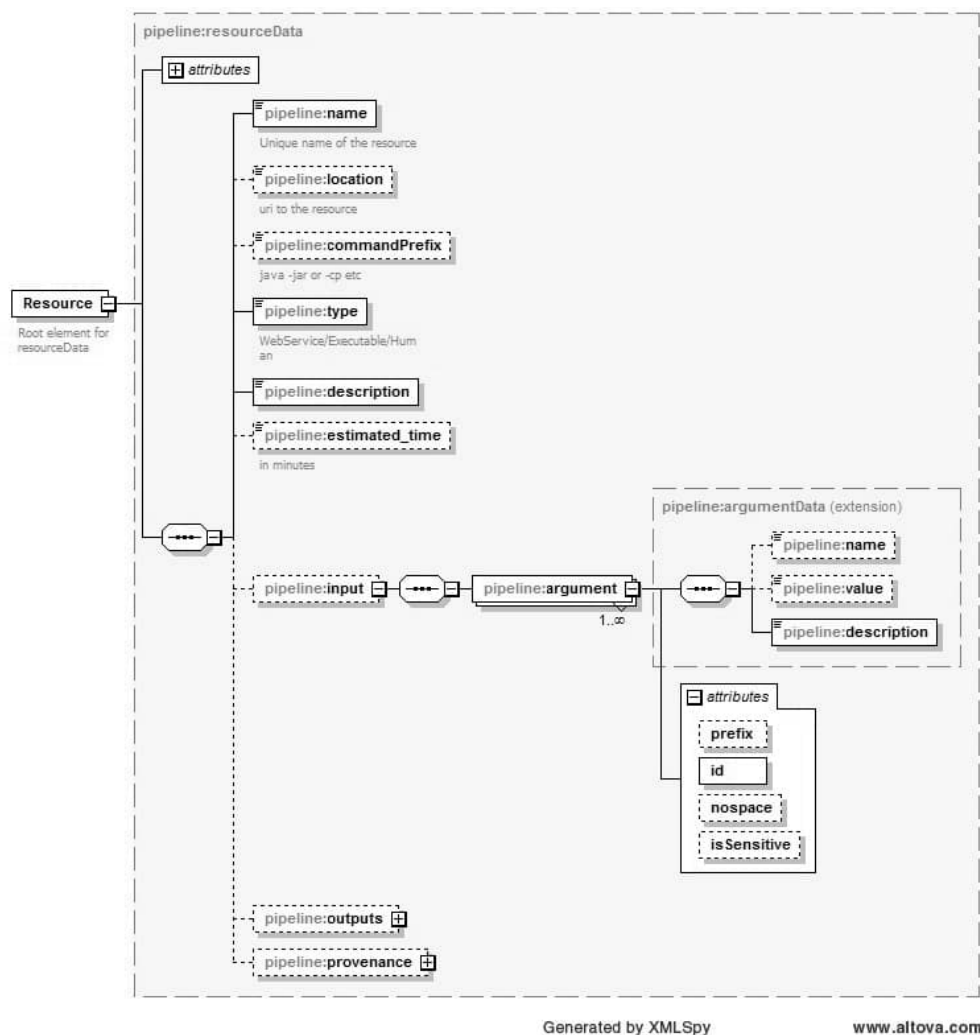 pipeline:resourceData
attributes
pipeline:name
Unique name of the resource
pipeline:location
uri to the resource
pipeline:commandPrefix
java -jar or -cp etc
Resource
Root element for
resourceData
pipeline:type
WebService/Executable/Hum
an
pipeline:description
pipeline:estimated_time
in minutes
pipeline:argumentData (extension)
pipeline:name
pipeline:input
pipeline:argument
1..∞
pipeline:value
pipeline:description
attributes
prefix
id
nospace
isSensitive
pipeline:outputs
pipeline:provenance
Generated by XMLSpy
www.altova.com